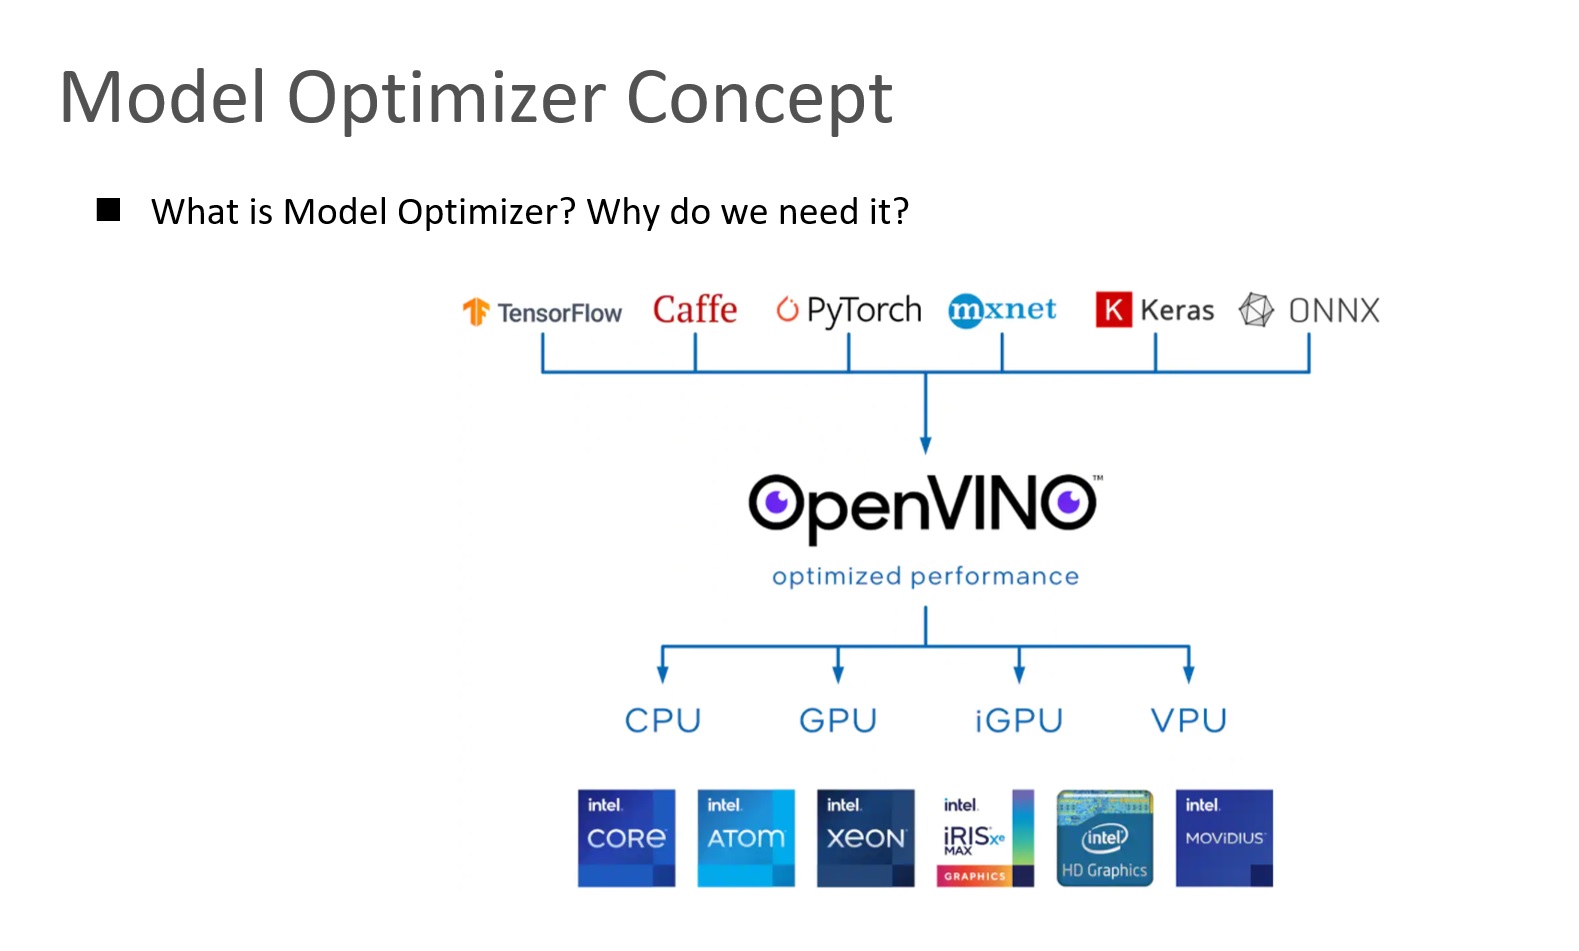 Model Optimizer Concept
What is Model Optimizer? Why do we need it?
TensorFlow Caffe PyTorch mxnet K Keras ONNX
OpenVINO™
optimized performance
CPU GPU iGPU VPU
intel. CORE
intel. ATOM
intel. XEON
intel. IRIS Xe MAX GRAPHICS
intel HD Graphics
intel. MOVIDIUS